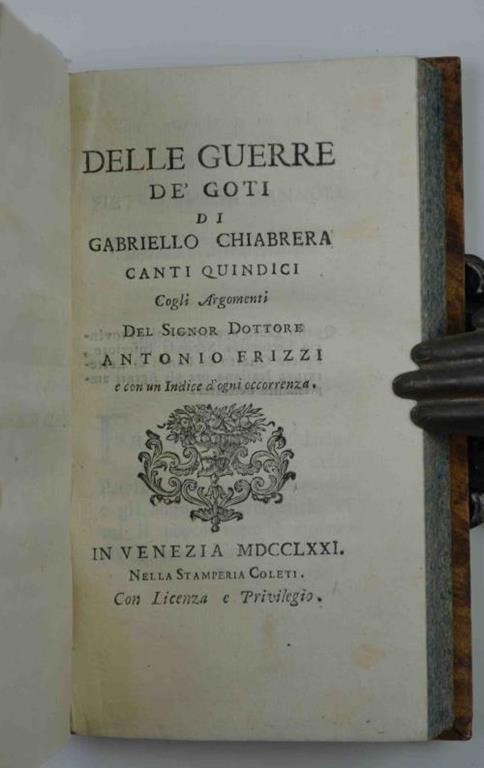 DELLE GUERRE
DE' GOTI
DI
GABRIELLO CHIABRERA
CANTI QUINDICI
Cogli Argomenti
DEL SIGNOR DOTTORE
ANTONIO FRIZZI
e con un Indice d'ogni occorrenza.
IN VENEZIA MDCCLXXI.
NELLA STAMPERIA COLETI.
Con Licenza e Privilegio.